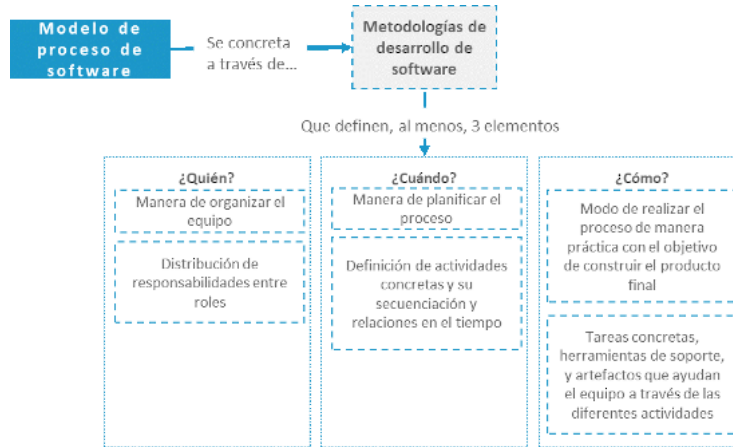 Modelo de
proceso de
software
Se concreta
a través de...
Metodologías de
desarrollo de
software
Que definen, al menos, 3 elementos
¿Quién?
Manera de organizar el
equipo
Distribución de
responsabilidades entre
roles
¿Cuándo?
Manera de planificar el
proceso
Definición de actividades
concretas y su
secuenciación y
relaciones en el tiempo
¿Cómo?
Modo de realizar el
proceso de manera
práctica con el objetivo
de construir el producto
final
Tareas concretas,
herramientas de soporte,
y artefactos que ayudan
el equipo a través de las
diferentes actividades